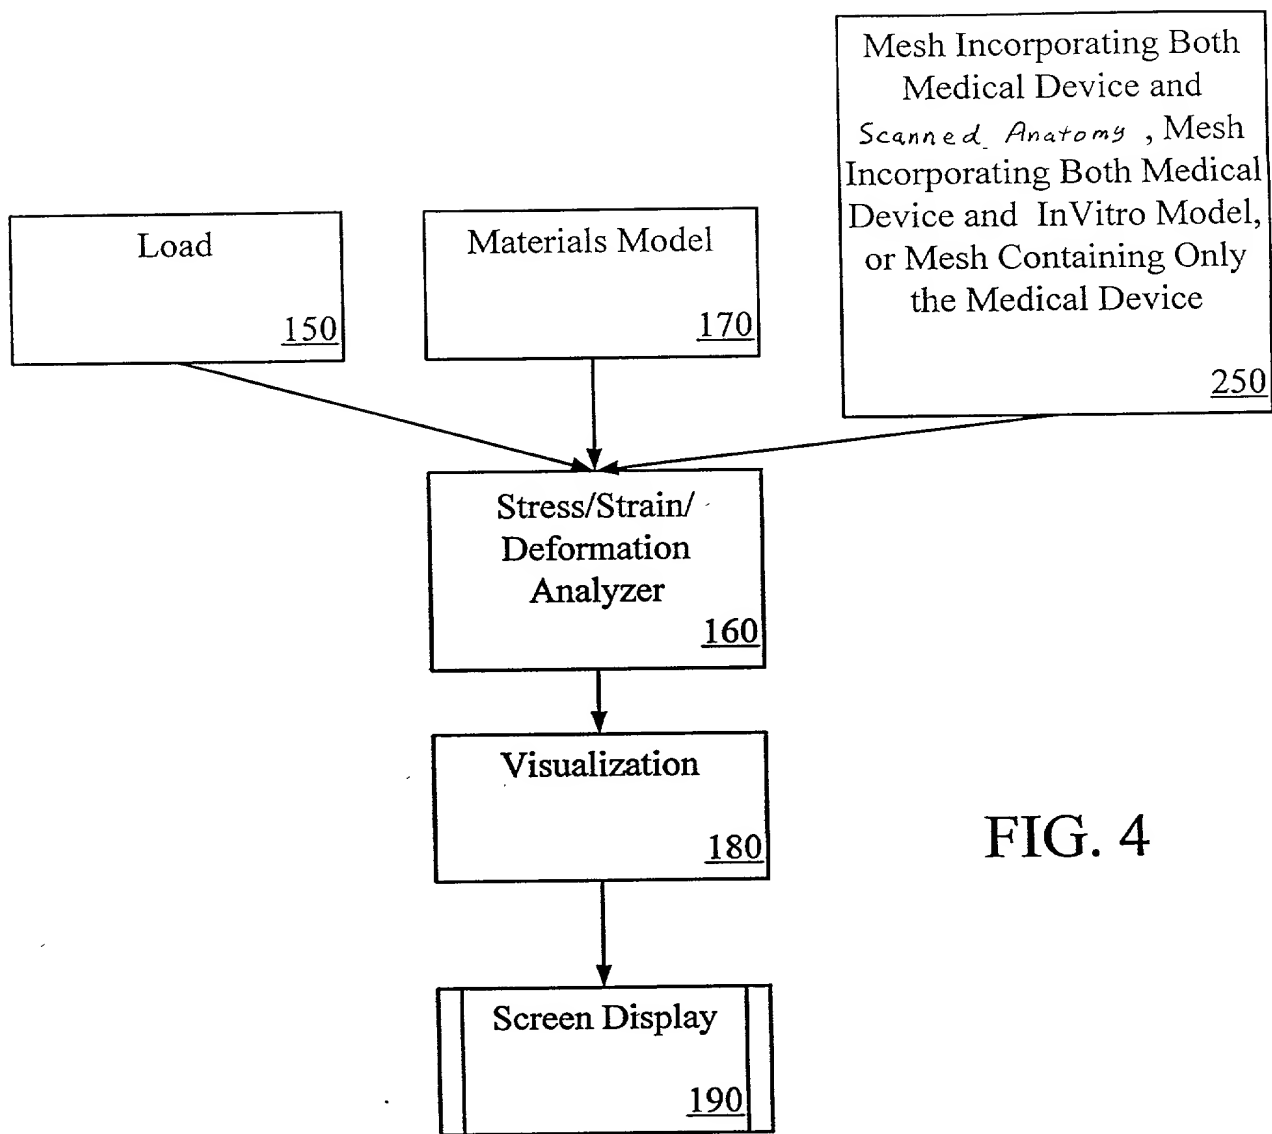 Mesh Incorporating Both
Medical Device and
Scanned Anatomy , Mesh
Incorporating Both Medical
Device and InVitro Model,
or Mesh Containing Only
the Medical Device
250
Load
150
Materials Model
170
Stress/Strain/
Deformation
Analyzer
160
Visualization
180
FIG. 4
Screen Display
190